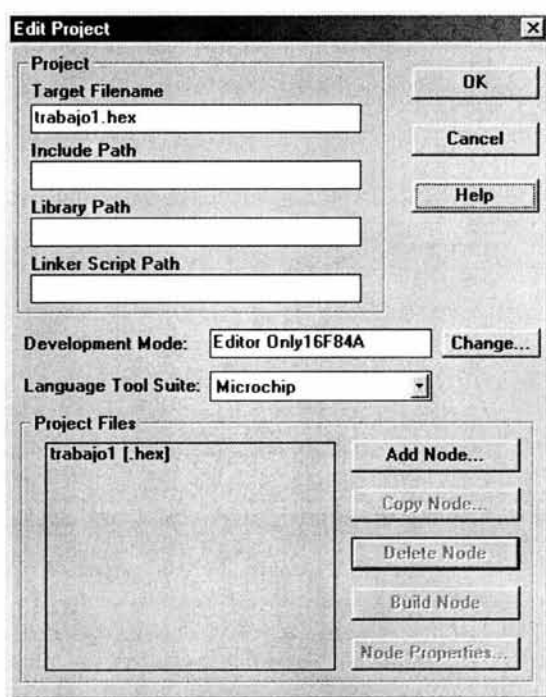 Edit Project
Project
Target Filename
trabajo1.hex
Include Path
Library Path
Linker Script Path
OK
Cancel
Help
Development Mode: Editor Only16F84A Change...
Language Tool Suite: Microchip
Project Files
trabajo1 [.hex]
Add Node...
Copy Node...
Delete Node
Build Node
Node Properties...